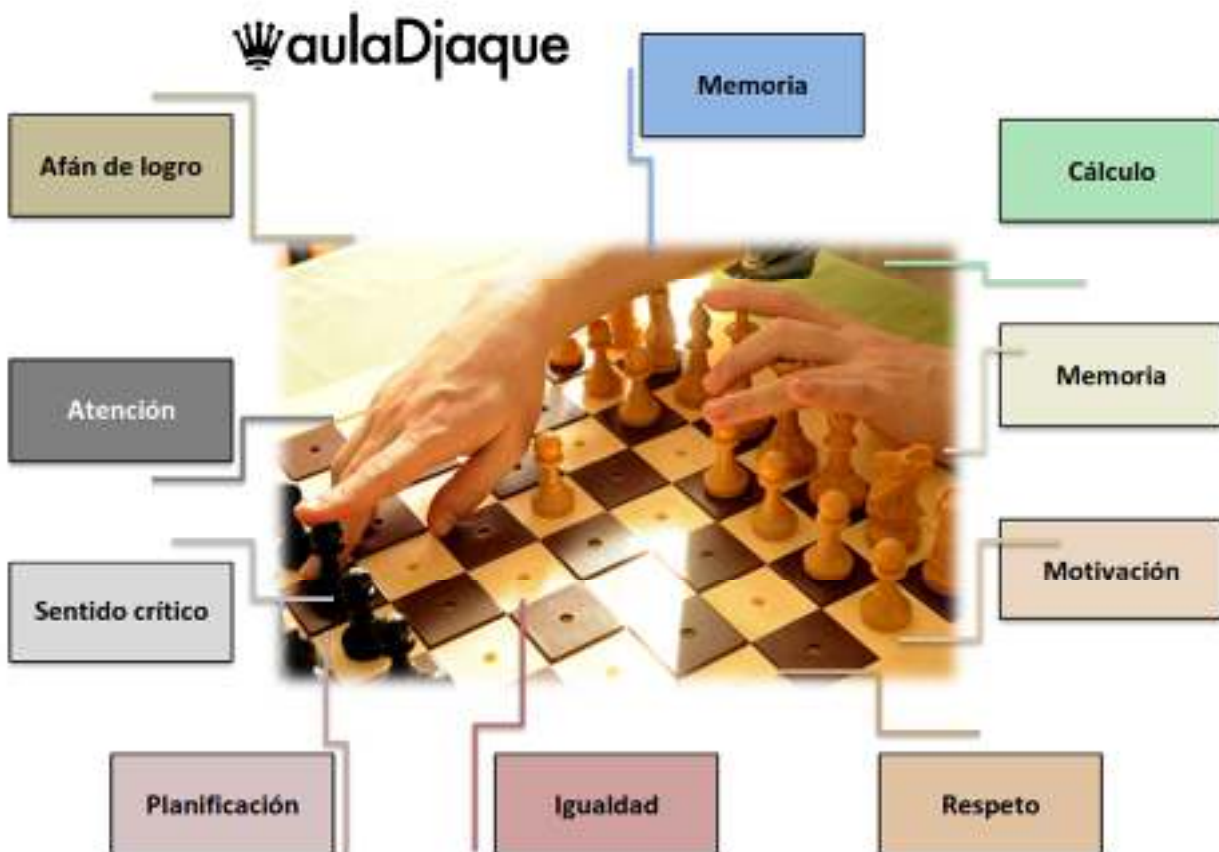 aulaDjaque
Memoria
Afán de logro
Cálculo
Atención
Memoria
Sentido crítico
Motivación
Planificación
Igualdad
Respeto